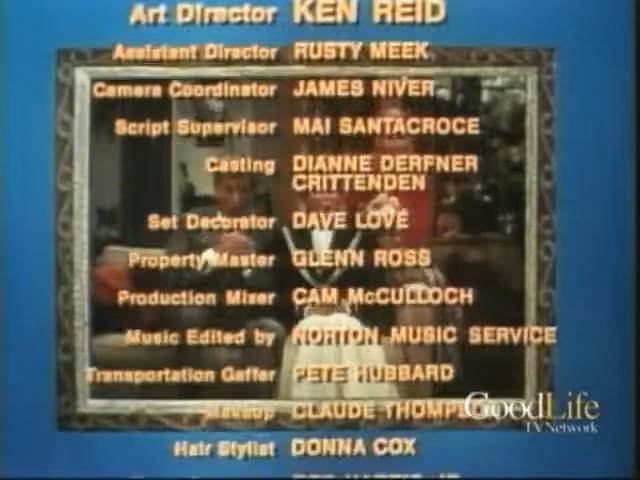 Art Director KEN REID
Assistant Director RUSTY MEEK
Camera Coordinator JAMES NIVER
Script Supervisor MAI SANTACROCE
Casting DIANNE DERFNER
CRITTENDEN
Set Decorator DAVE LOVE
Property Master GLENN ROSS
Production Mixer CAM McCULLOCH
Music Edited by NORTON MUSIC SERVICE
Transportation Gaffer PETE HUBBARD
Makeup CLAUDE
GoodLife
TV Network
Hair Stylist DONNA COX